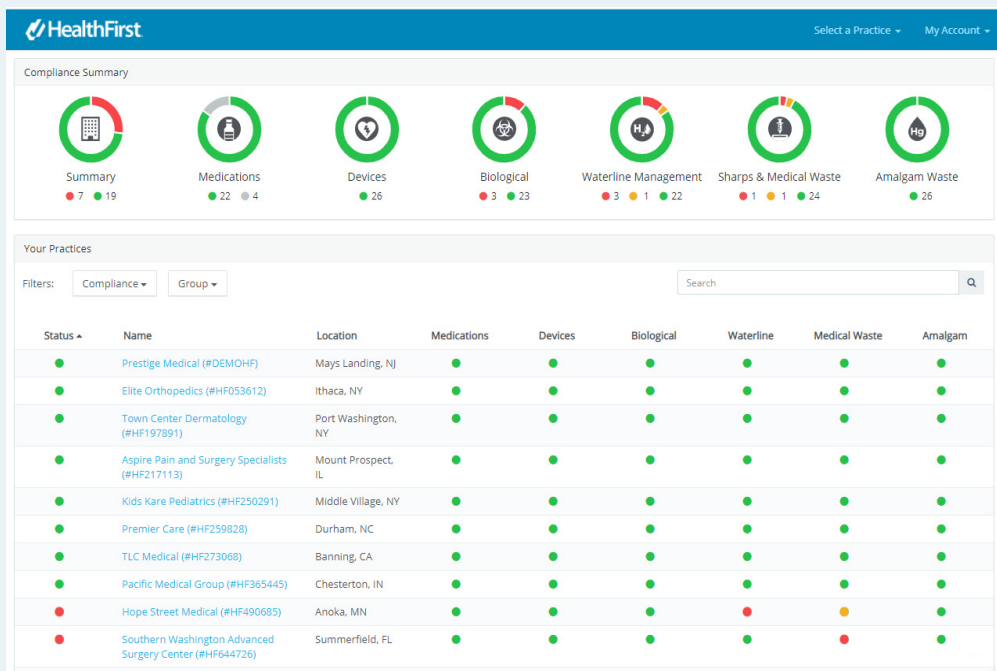 HealthFirst
Select a Practice
My Account
Compliance Summary
H₂O
Hg
Summary
Medications
Devices
Biological
Waterline Management
Sharps & Medical Waste
Amalgam Waste
7 19
22 4
26
3 23
3 1 22
1 1 24
26
Your Practices
Filters:
Compliance
Group
Search
Status Name Location Medications Devices Biological Waterline Medical Waste Amalgam
Prestige Medical (#DEMOHF) Mays Landing, NJ
Elite Orthopedics (#HF053612) Ithaca, NY
Town Center Dermatology Port Washington,
(#HF197891) NY
Aspire Pain and Surgery Specialists Mount Prospect,
(#HF217113) IL
Kids Kare Pediatrics (#HF250291) Middle Village, NY
Premier Care (#HF259828) Durham, NC
TLC Medical (#HF273068) Banning, CA
Pacific Medical Group (#HF365445) Chesterton, IN
Hope Street Medical (#HF490685) Anoka, MN
Southern Washington Advanced Summerfield, FL
Surgery Center (#HF644726)